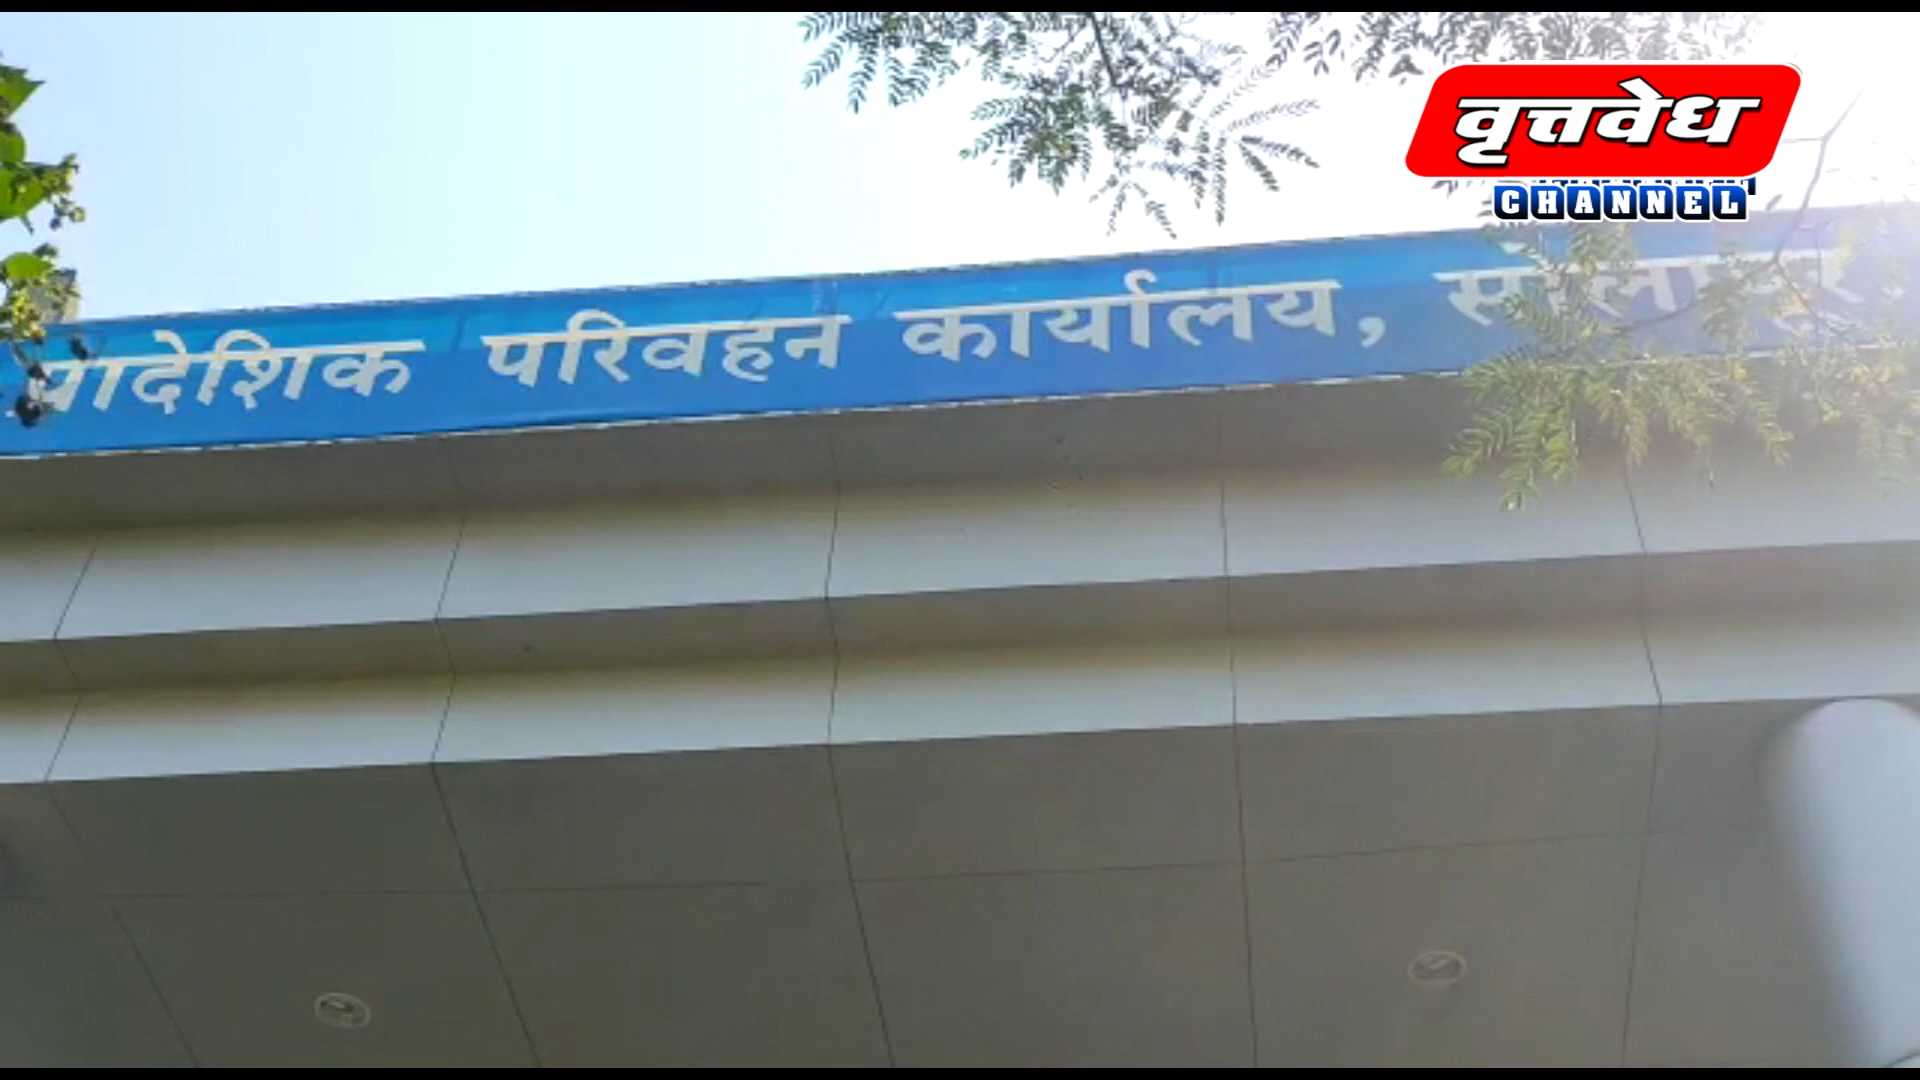 वृत्तवेध
CHANNEL
प्रादेशिक परिवहन कार्यालय, सोलापूर.